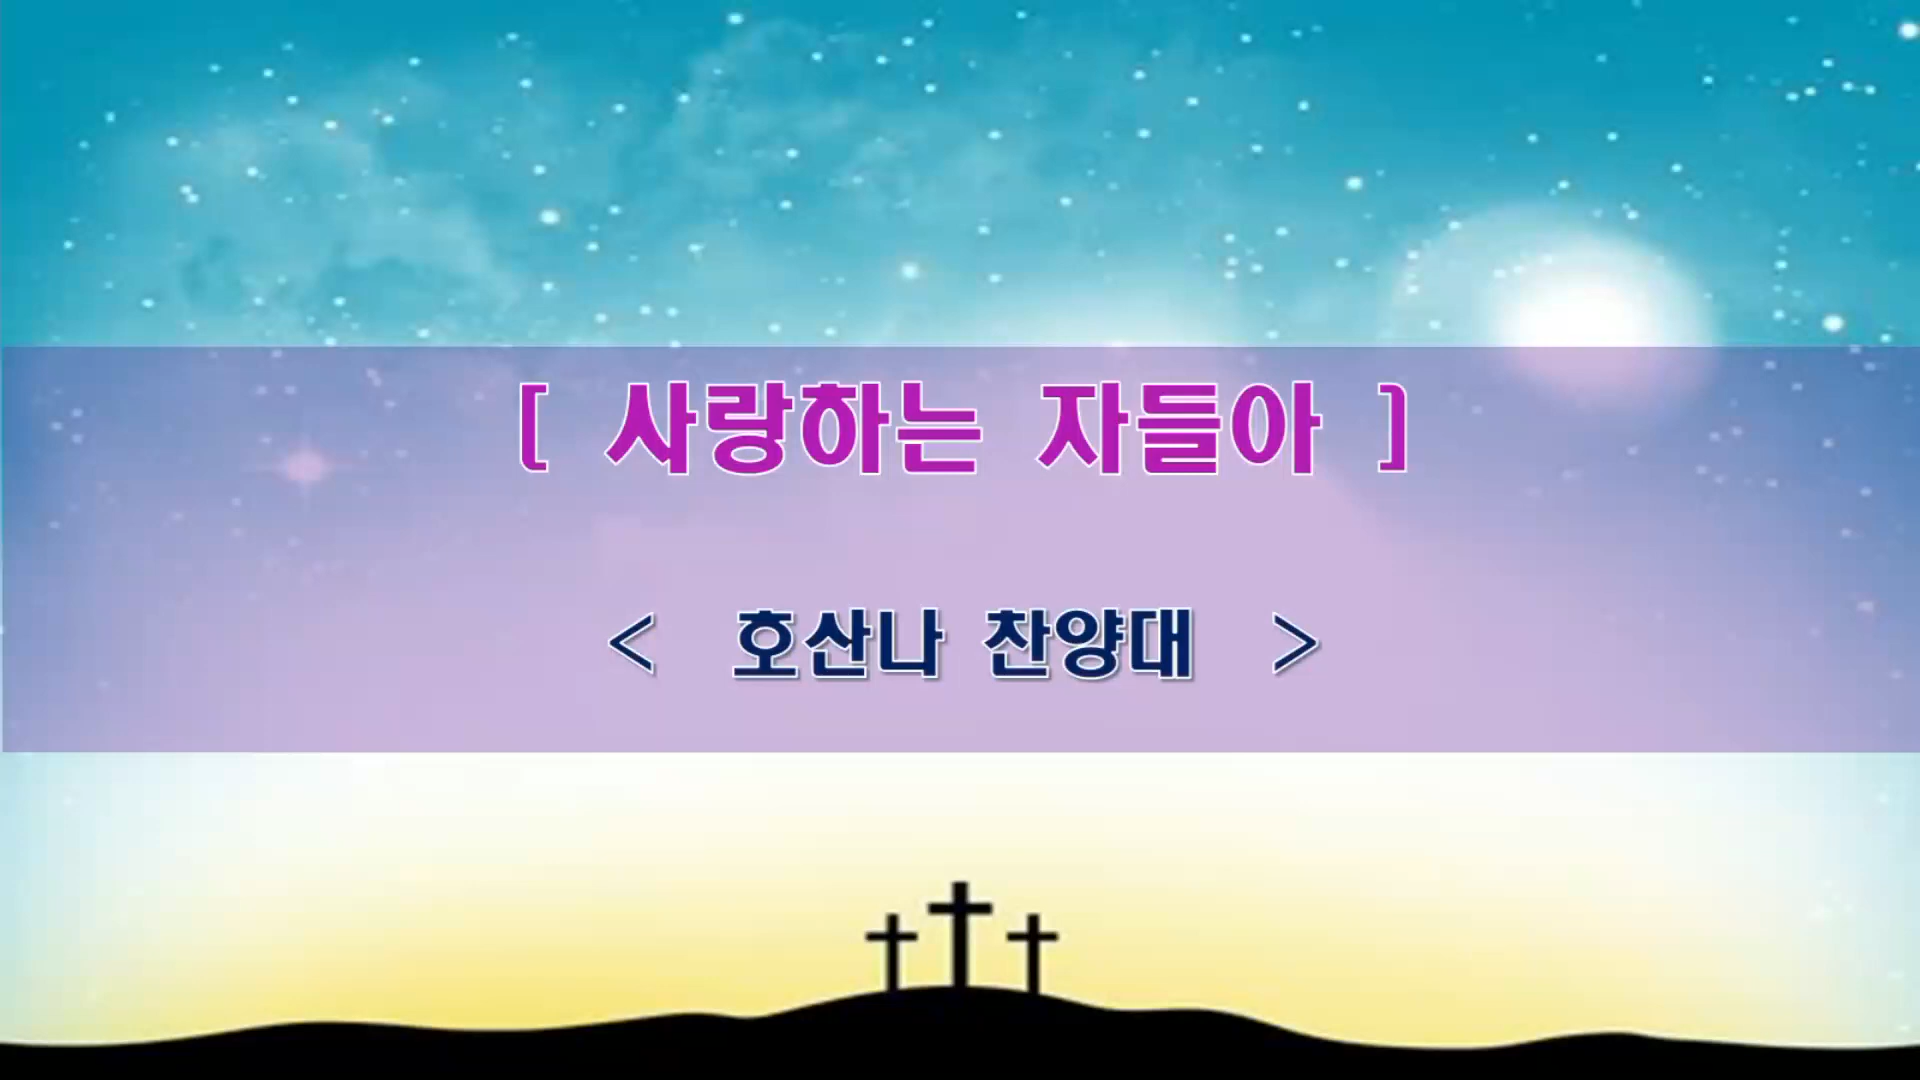 [ 사랑하는 자들아 ]
< 호산나 찬양대 >